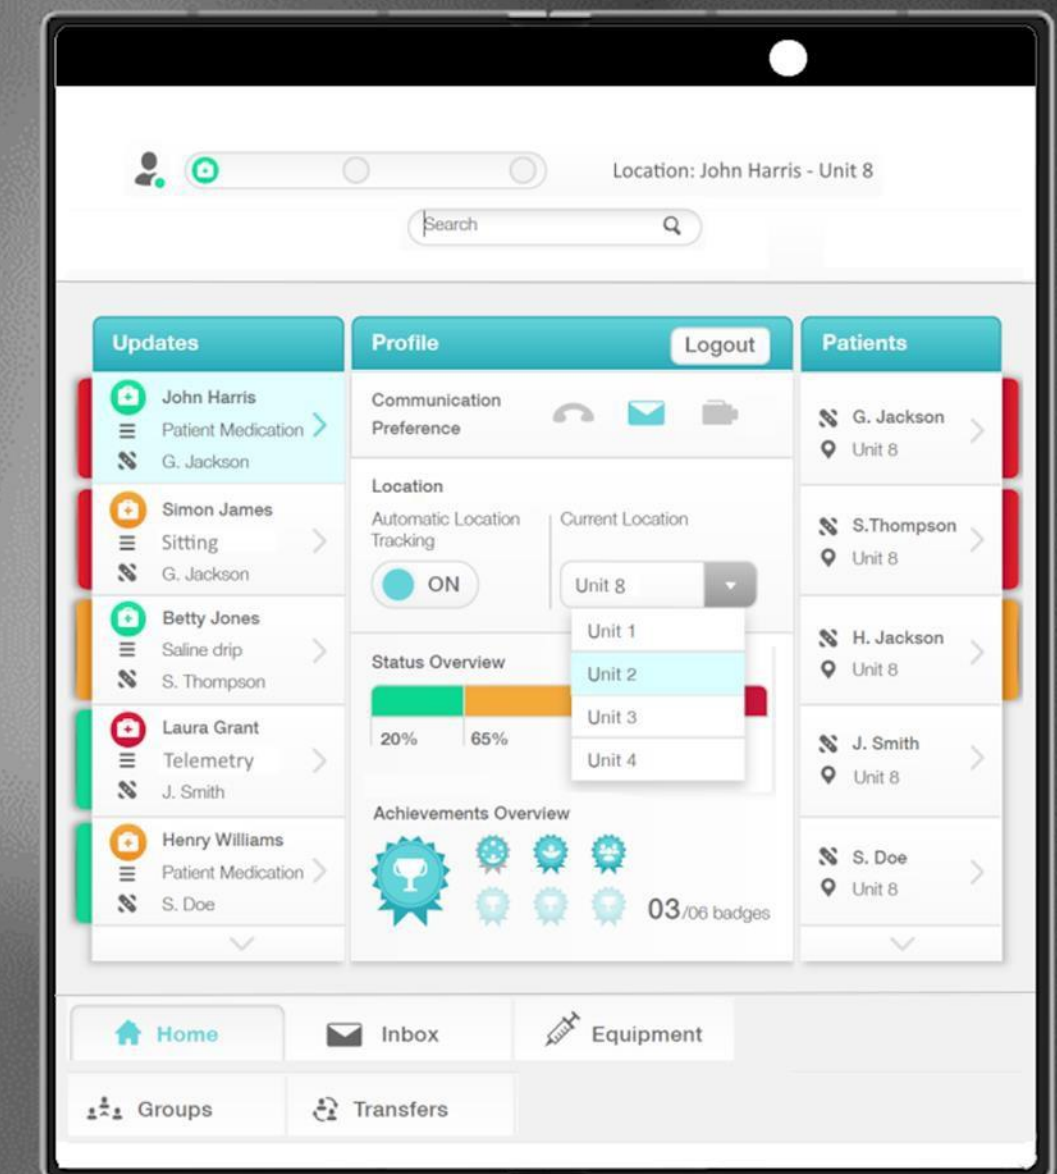 Location: John Harris - Unit 8
Search
Updates
John Harris
Patient Medication
G. Jackson
Simon James
Sitting
G. Jackson
Betty Jones
Saline drip
S. Thompson
Laura Grant
Telemetry
J. Smith
Henry Williams
Patient Medication
S. Doe
Profile
Logout
Communication
Preference
Location
Automatic Location
Tracking
ON
Current Location
Unit 8
Unit 1
Unit 2
Unit 3
Unit 4
Status Overview
20%
65%
Achievements Overview
03/06 badges
Patients
G. Jackson
Unit 8
S.Thompson
Unit 8
H. Jackson
Unit 8
J. Smith
Unit 8
S. Doe
Unit 8
Home
Inbox
Equipment
Groups
Transfers